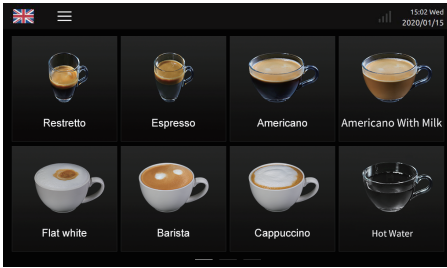 15:02 Wed
2020/01/15
Restretto
Espresso
Americano
Americano With Milk
Flat white
Barista
Cappuccino
Hot Water